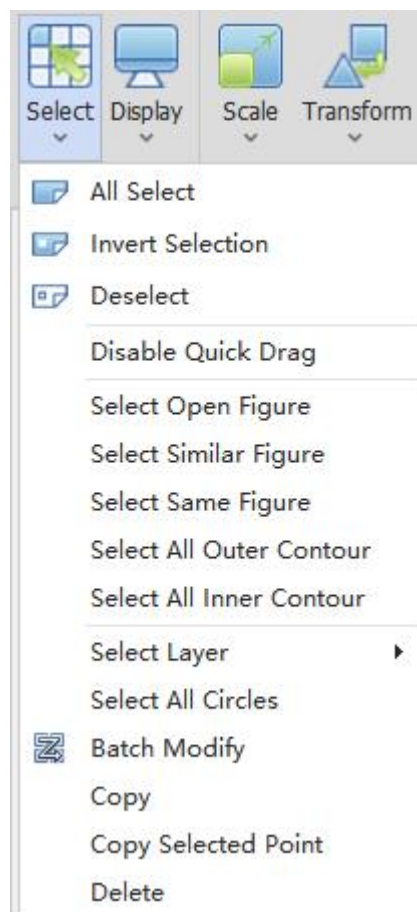 Select Display Scale Transform
All Select
Invert Selection
Deselect
Disable Quick Drag
Select Open Figure
Select Similar Figure
Select Same Figure
Select All Outer Contour
Select All Inner Contour
Select Layer
Select All Circles
Batch Modify
Copy
Copy Selected Point
Delete